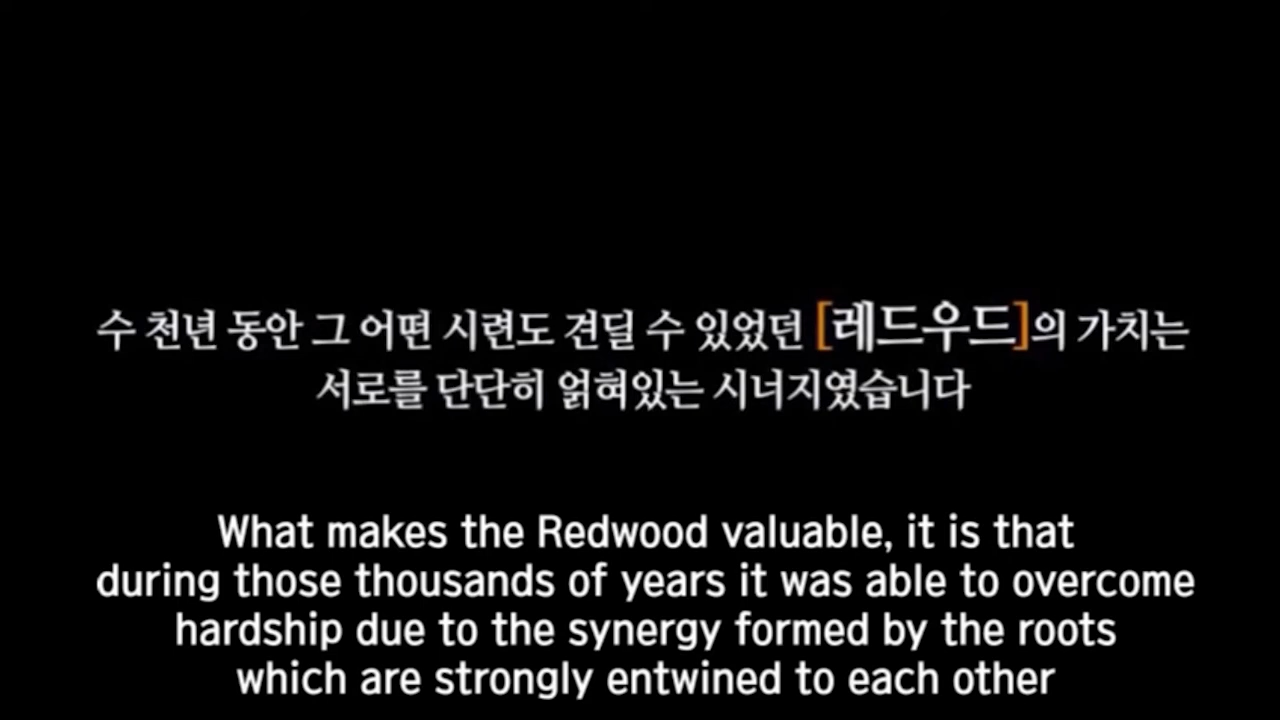 수 천년 동안 그 어떤 시련도 견딜 수 있었던 [레드우드]의 가치는
서로를 단단히 얽혀있는 시너지였습니다
What makes the Redwood valuable, it is that
during those thousands of years it was able to overcome
hardship due to the synergy formed by the roots
which are strongly entwined to each other